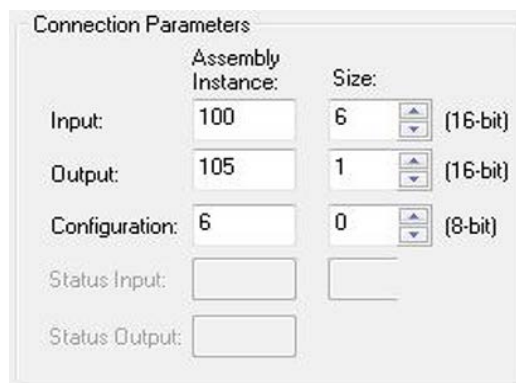 Connection Parameters
Assembly
Instance: Size:
Input: 100 6 (16-bit)
Output: 105 1 (16-bit)
Configuration: 6 0 (8-bit)
Status Input:
Status Output: